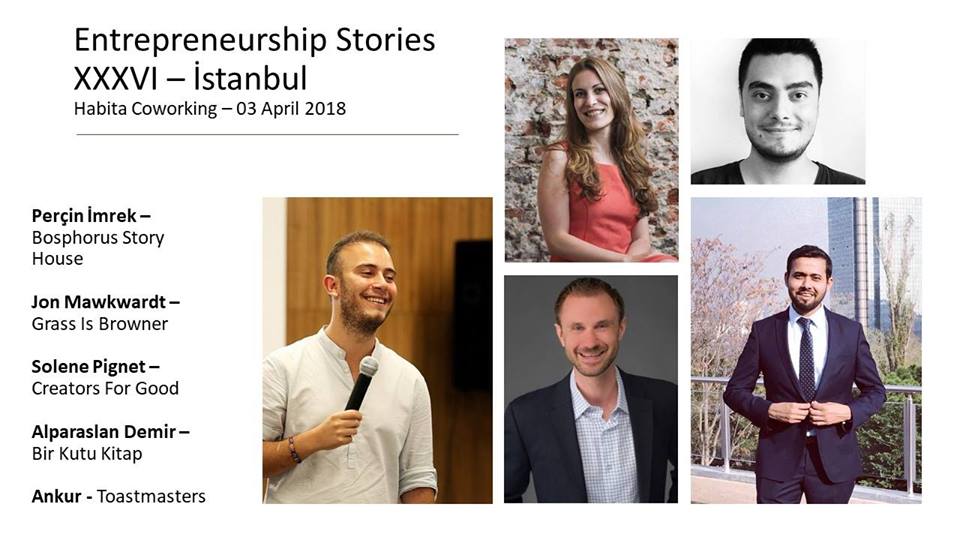 Entrepreneurship Stories
XXXVI – İstanbul
Habita Coworking – 03 April 2018
Perçin İmrek –
Bosphorus Story
House
Jon Mawkwardt –
Grass Is Browner
Solene Pignet –
Creators For Good
Alparaslan Demir –
Bir Kutu Kitap
Ankur - Toastmasters